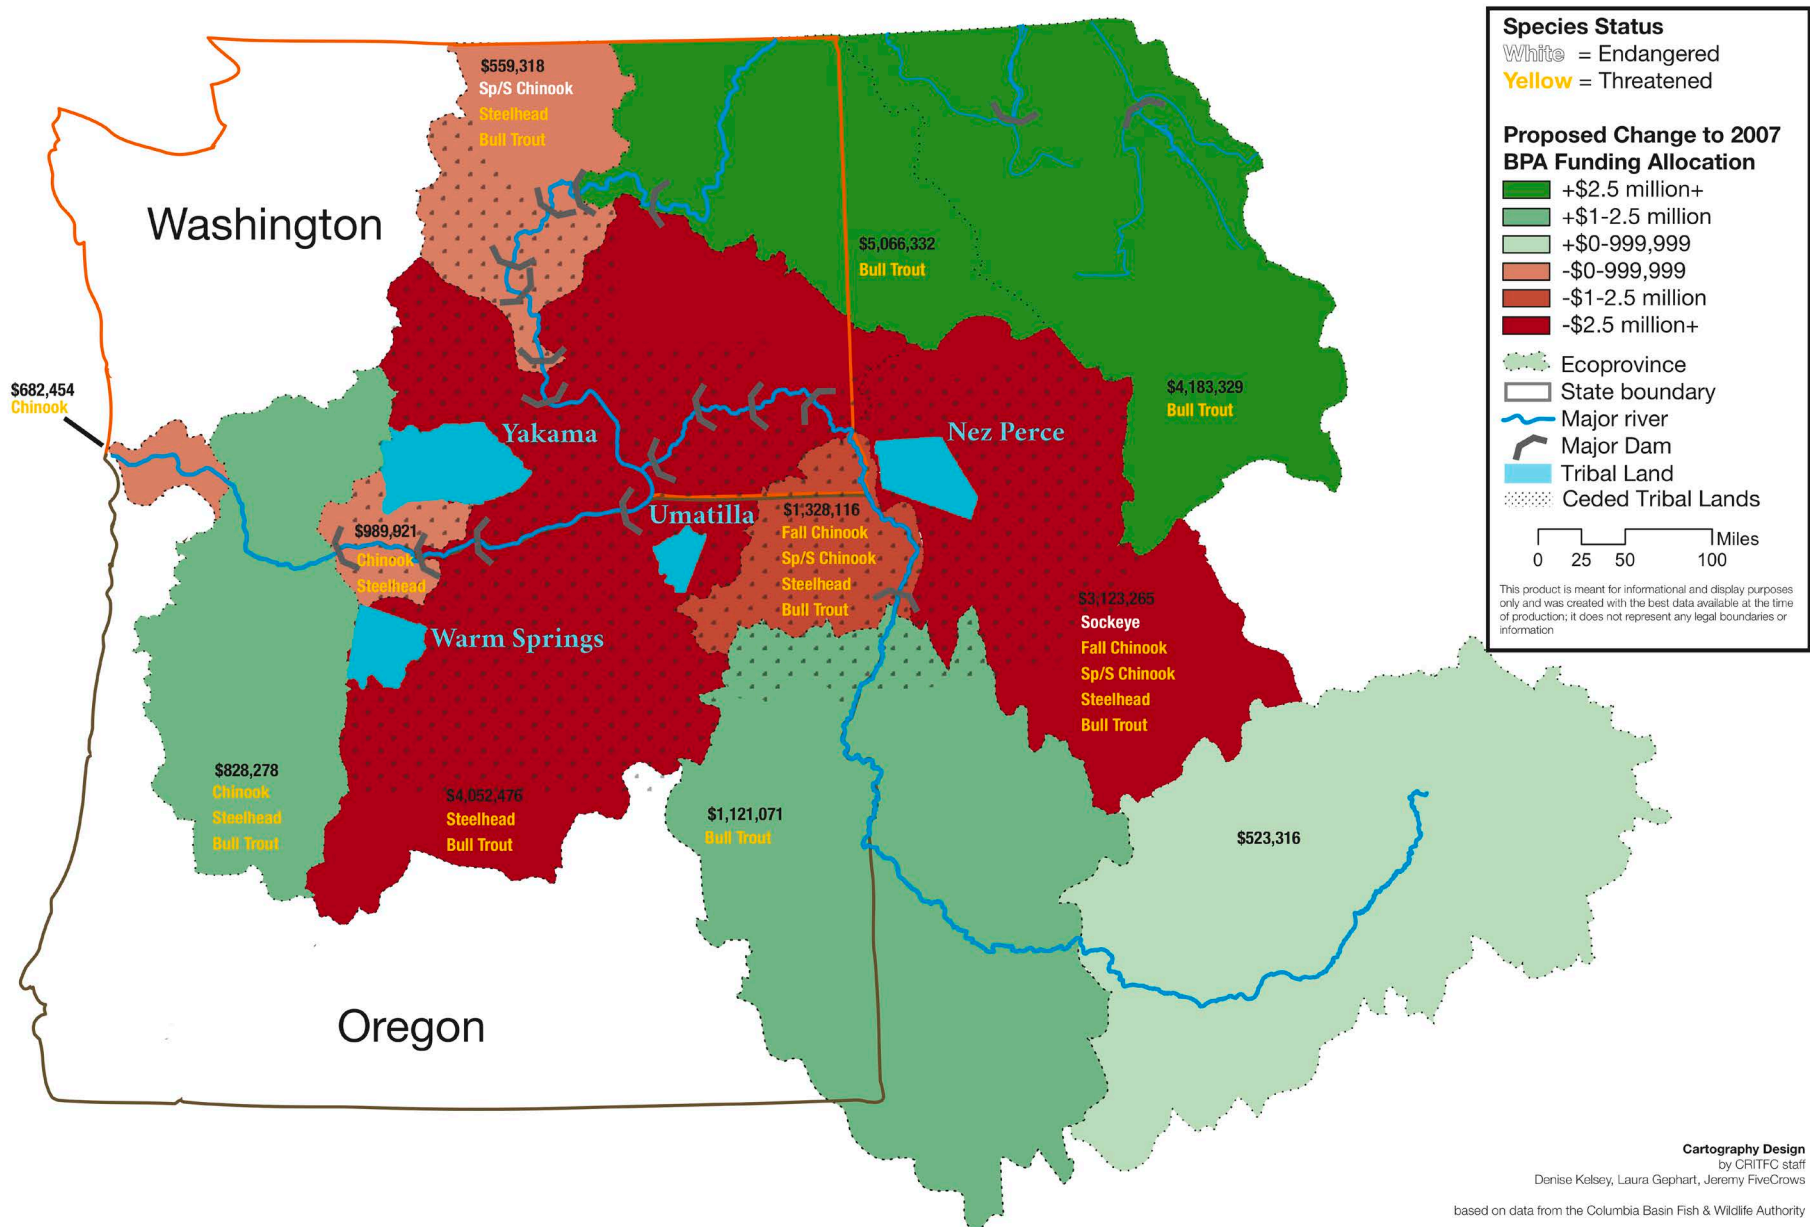 $559,318
Sp/S Chinook
Steelhead
Bull Trout
Washington
$5,066,332
Bull Trout
$4,183,329
Bull Trout
$682,454
Chinook
Yakama
Nez Perce
Umatilla
$989,921
Chinook
Steelhead
$1,328,116
Fall Chinook
Sp/S Chinook
Steelhead
Bull Trout
Warm Springs
$3,123,265
Sockeye
Fall Chinook
Sp/S Chinook
Steelhead
Bull Trout
$828,278
Chinook
Steelhead
Bull Trout
$4,052,476
Steelhead
Bull Trout
$1,121,071
Bull Trout
$523,316
Oregon
Species Status
White = Endangered
Yellow = Threatened
Proposed Change to 2007
BPA Funding Allocation
+$2.5 million+
+$1-2.5 million
+$0-999,999
-$0-999,999
-$1-2.5 million
-$2.5 million+
Ecoprovince
State boundary
Major river
Major Dam
Tribal Land
Ceded Tribal Lands
Miles
0 25 50 100
This product is meant for informational and display purposes
only and was created with the best data available at the time
of production; it does not represent any legal boundaries or
information
Cartography Design
by CRITFC staff
Denise Kelsey, Laura Gephart, Jeremy FiveCrows
based on data from the Columbia Basin Fish & Wildlife Authority